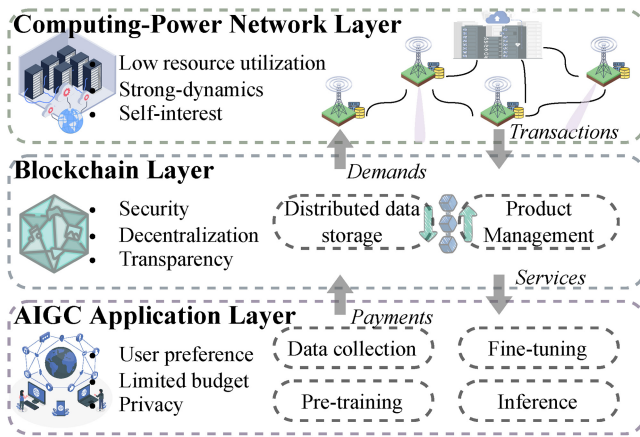 Computing-Power Network Layer
• Low resource utilization
• Strong-dynamics
• Self-interest
Transactions
Demands
Blockchain Layer
• Security
• Decentralization
• Transparency
Distributed data
storage
Product
Management
Services
Payments
AIGC Application Layer
• User preference
• Limited budget
• Privacy
Data collection
Fine-tuning
Pre-training
Inference